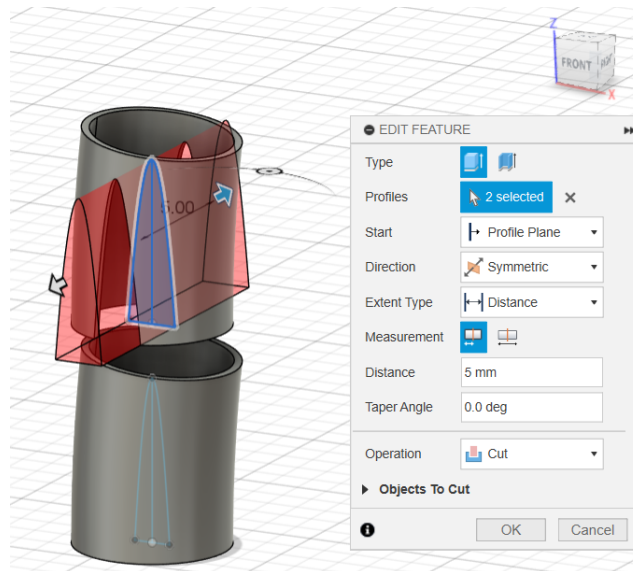 Z
FRONT
X
EDIT FEATURE
Type
Profiles
2 selected
Start
Profile Plane
Direction
Symmetric
Extent Type
Distance
Measurement
Distance
5 mm
Taper Angle
0.0 deg
Operation
Cut
Objects To Cut
OK
Cancel
5.00